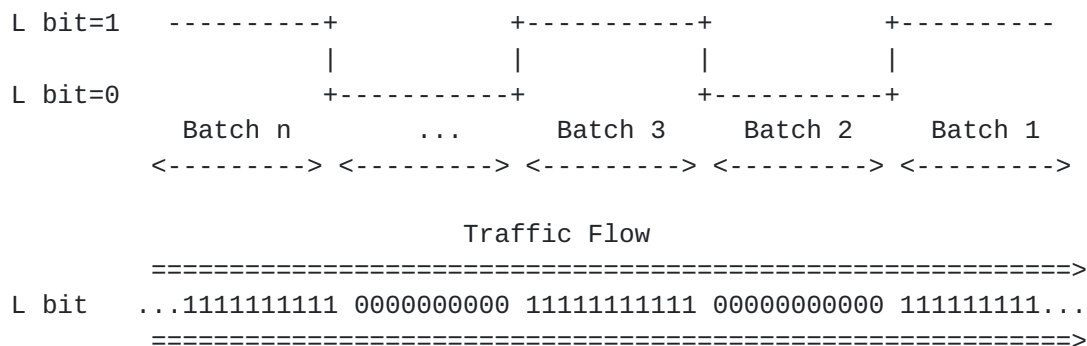 L bit=1   ----------+           +-----------+           +----------
                    |           |           |           |
L bit=0             +-----------+           +-----------+
           Batch n        ...      Batch 3     Batch 2     Batch 1
         <---------> <---------> <---------> <---------> <--------->
                             Traffic Flow
         ===========================================================>
L bit   ...1111111111 0000000000 11111111111 00000000000 111111111...
         ===========================================================>